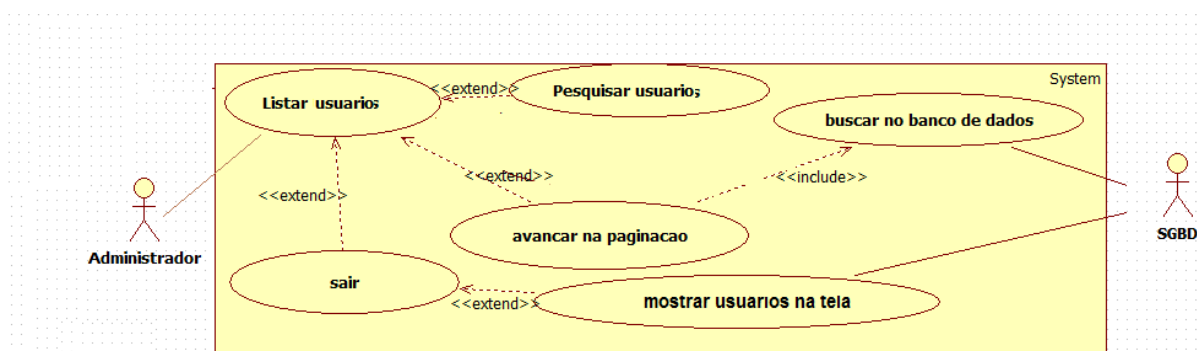 System
<<extend>>
Pesquisar usuarios
Listar usuarios
buscar no banco de dados
<<extend>>
<<include>>
<<extend>>
SGBD
avancar na paginacao
Administrador
sair
mostrar usuarios na tela
<<extend>>